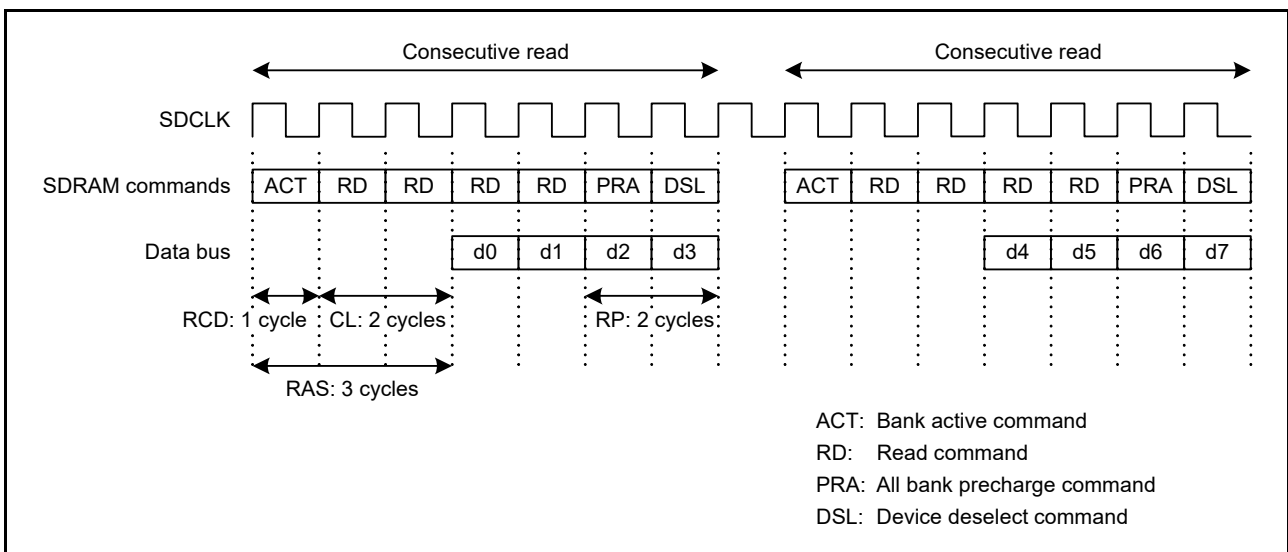 Consecutive read Consecutive read
SDCLK
SDRAM commands ACT RD RD RD RD PRA DSL ACT RD RD RD RD PRA DSL
Data bus d0 d1 d2 d3 d4 d5 d6 d7
RCD: 1 cycle CL: 2 cycles RP: 2 cycles
RAS: 3 cycles
ACT: Bank active command
RD: Read command
PRA: All bank precharge command
DSL: Device deselect command